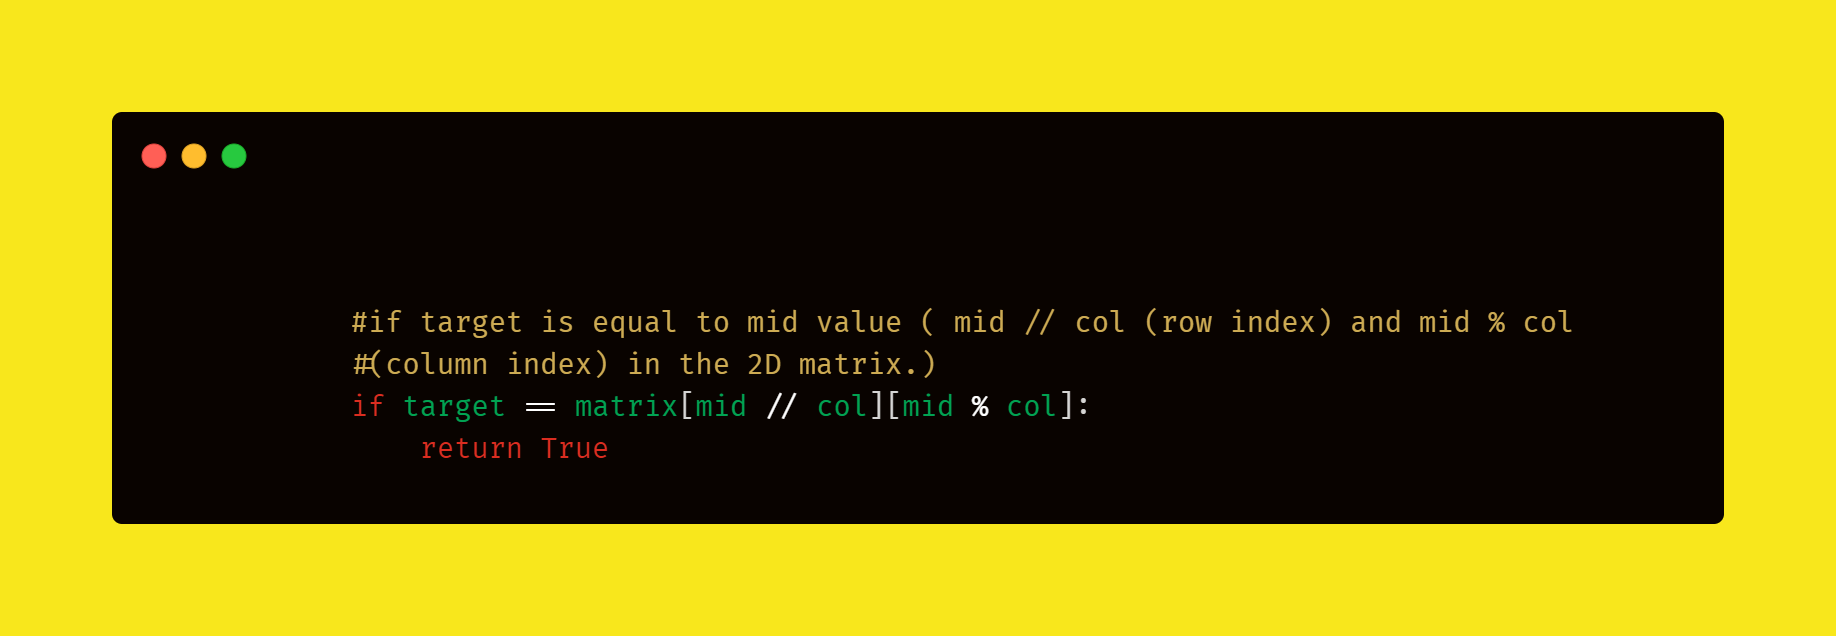 #if target is equal to mid value ( mid // col (row index) and mid % col
#(column index) in the 2D matrix.)
if target == matrix[mid // col][mid % col]:
    return True